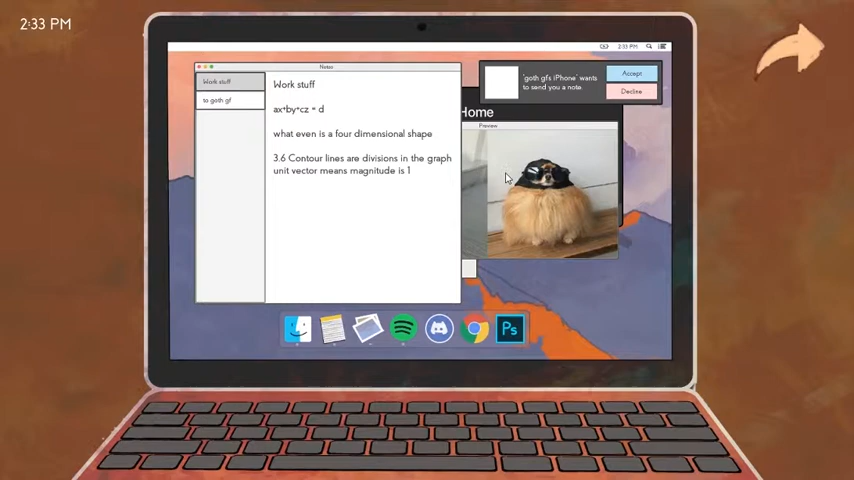 2:33 PM
2:33 PM
Notes
Work stuff
to goth gf
Work stuff
ax+by+cz = d
what even is a four dimensional shape
3.6 Contour lines are divisions in the graph
unit vector means magnitude is 1
'goth gfs iPhone' wants
to send you a note.
Accept
Decline
Home
Preview
Ps